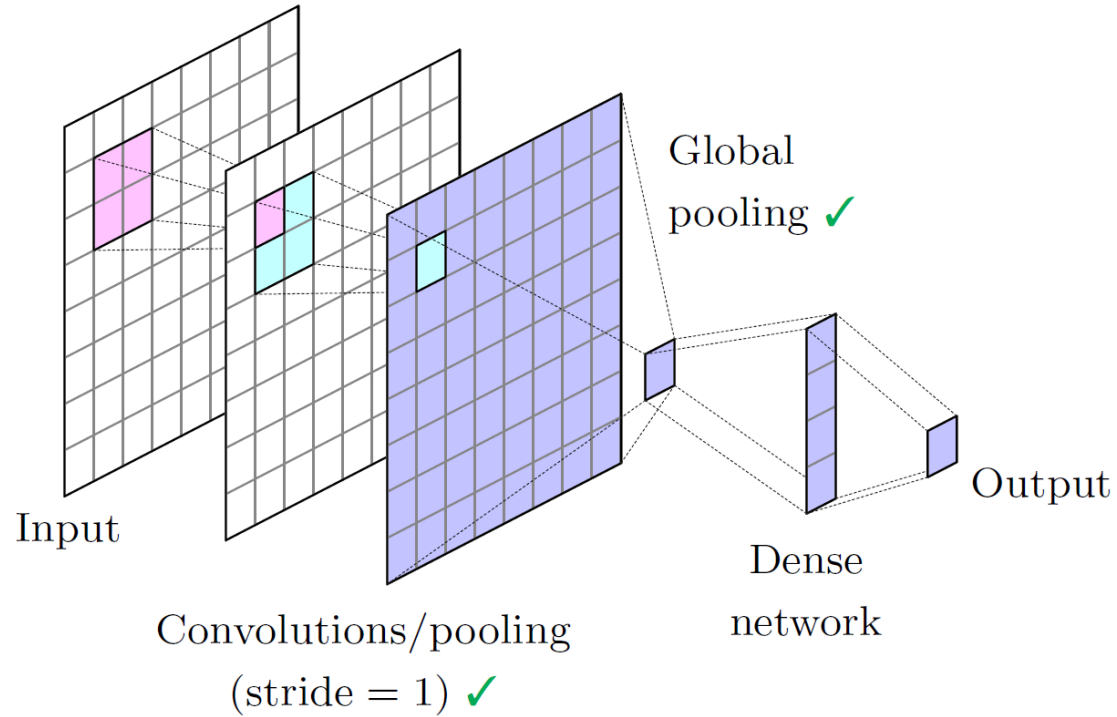 Global
pooling ✓
Input
Output
Dense
network
Convolutions/pooling
(stride = 1) ✓